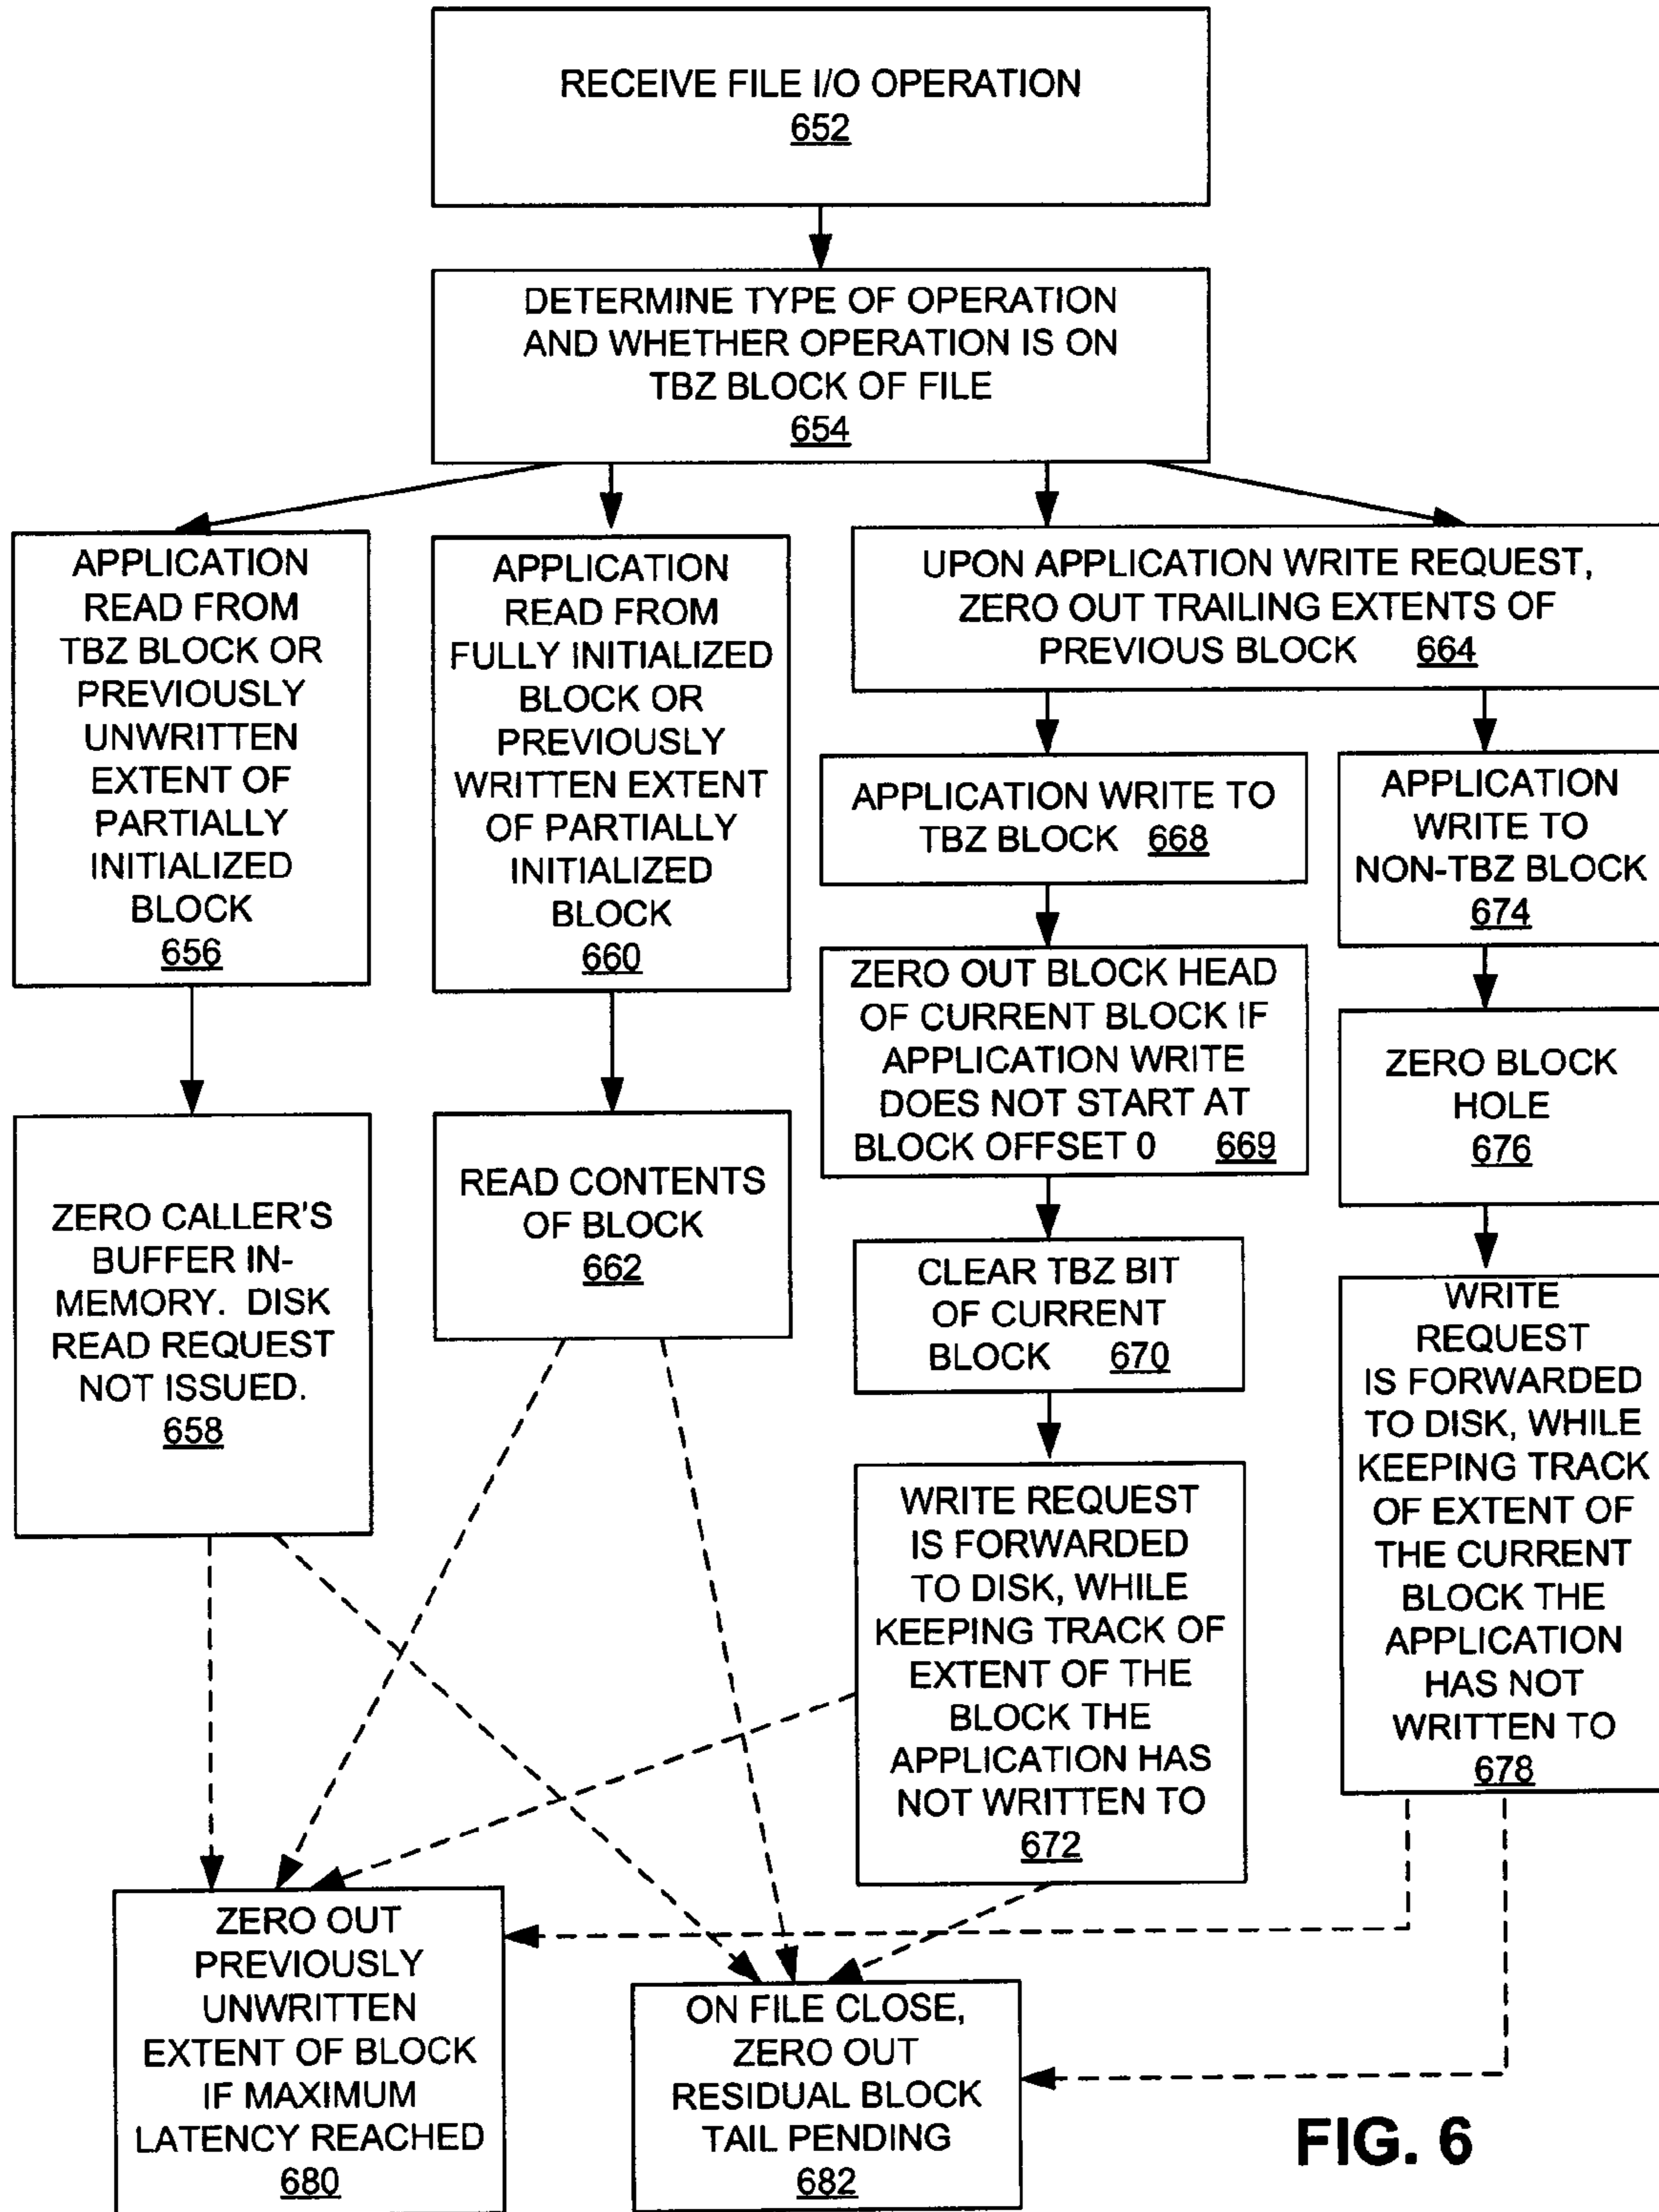 RECEIVE FILE I/O OPERATION
652
DETERMINE TYPE OF OPERATION
AND WHETHER OPERATION IS ON
TBZ BLOCK OF FILE
654
APPLICATION
READ FROM
TBZ BLOCK OR
PREVIOUSLY
UNWRITTEN
EXTENT OF
PARTIALLY
INITIALIZED
BLOCK
656
APPLICATION
READ FROM
FULLY INITIALIZED
BLOCK OR
PREVIOUSLY
WRITTEN EXTENT
OF PARTIALLY
INITIALIZED
BLOCK
660
UPON APPLICATION WRITE REQUEST,
ZERO OUT TRAILING EXTENTS OF
PREVIOUS BLOCK 664
APPLICATION WRITE TO
TBZ BLOCK 668
APPLICATION
WRITE TO
NON-TBZ BLOCK
674
ZERO OUT BLOCK HEAD
OF CURRENT BLOCK IF
APPLICATION WRITE
DOES NOT START AT
BLOCK OFFSET 0 669
ZERO BLOCK
HOLE
676
ZERO CALLER'S
BUFFER IN-
MEMORY. DISK
READ REQUEST
NOT ISSUED.
658
READ CONTENTS
OF BLOCK
662
CLEAR TBZ BIT
OF CURRENT
BLOCK 670
WRITE
REQUEST
IS FORWARDED
TO DISK, WHILE
KEEPING TRACK
OF EXTENT OF
THE CURRENT
BLOCK THE
APPLICATION
HAS NOT
WRITTEN TO
678
WRITE REQUEST
IS FORWARDED
TO DISK, WHILE
KEEPING TRACK OF
EXTENT OF THE
BLOCK THE
APPLICATION HAS
NOT WRITTEN TO
672
ZERO OUT
PREVIOUSLY
UNWRITTEN
EXTENT OF BLOCK
IF MAXIMUM
LATENCY REACHED
680
ON FILE CLOSE,
ZERO OUT
RESIDUAL BLOCK
TAIL PENDING
682
FIG. 6